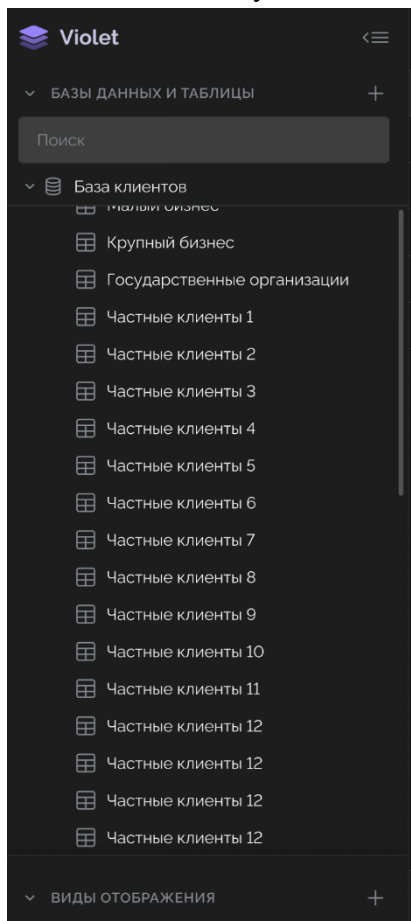 Violet
БАЗЫ ДАННЫХ И ТАБЛИЦЫ
Поиск
База клиентов
Малый бизнес
Крупный бизнес
Государственные организации
Частные клиенты 1
Частные клиенты 2
Частные клиенты 3
Частные клиенты 4
Частные клиенты 5
Частные клиенты 6
Частные клиенты 7
Частные клиенты 8
Частные клиенты 9
Частные клиенты 10
Частные клиенты 11
Частные клиенты 12
Частные клиенты 12
Частные клиенты 12
Частные клиенты 12
ВИДЫ ОТОБРАЖЕНИЯ